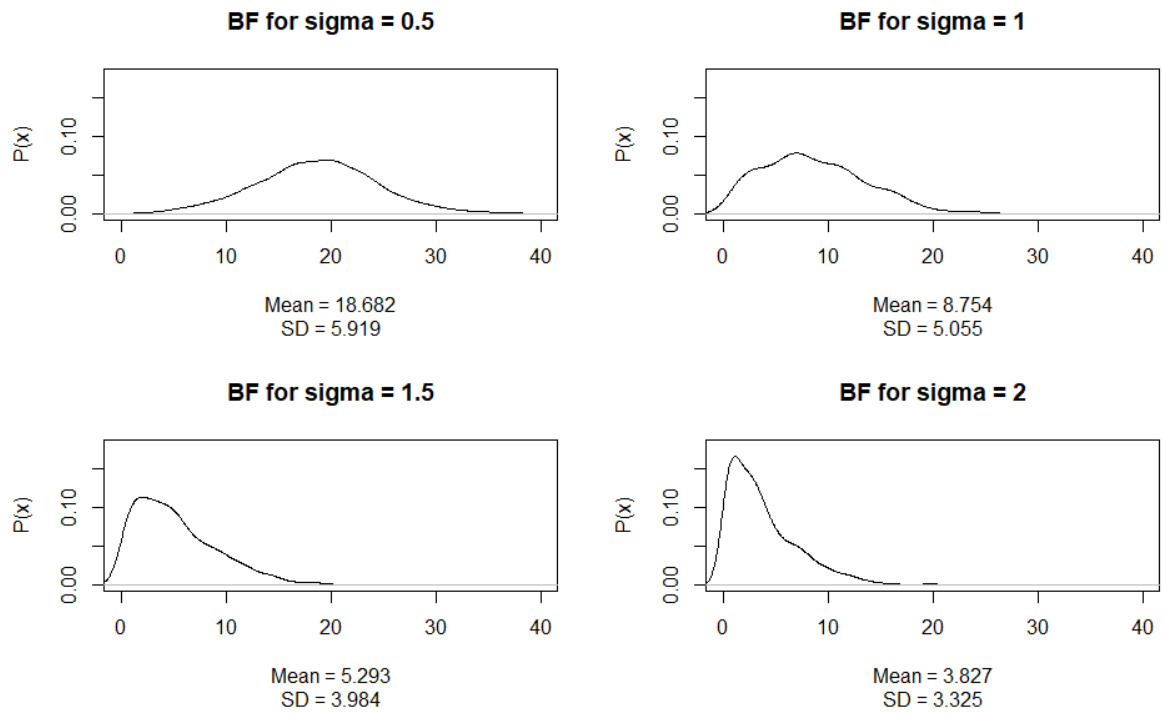 BF for sigma = 0.5
P(x)
0.10
0.00
0 10 20 30 40
Mean = 18.682
SD = 5.919
BF for sigma = 1
P(x)
0.10
0.00
0 10 20 30 40
Mean = 8.754
SD = 5.055
BF for sigma = 1.5
P(x)
0.10
0.00
0 10 20 30 40
Mean = 5.293
SD = 3.984
BF for sigma = 2
P(x)
0.10
0.00
0 10 20 30 40
Mean = 3.827
SD = 3.325